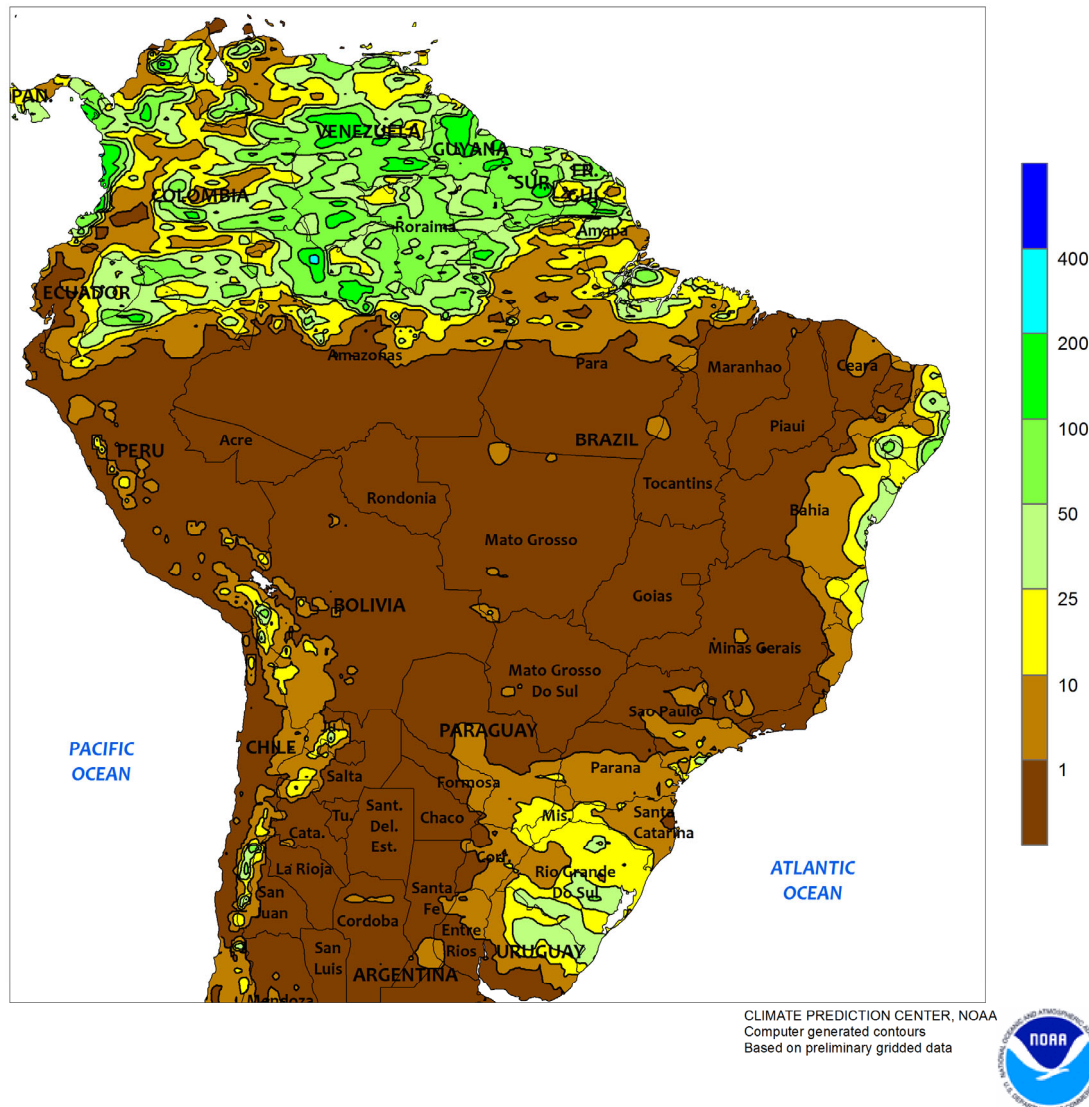 PAN.
VENEZUELA
GUYANA
FR.
SUR.
GUI.
COLOMBIA
Roraima
Amapa
ECUADOR
Amazonas
Para
Maranhao
Ceara
Piaui
BRAZIL
Acre
PERU
Tocantins
Rondonia
Bahia
Mato Grosso
Goias
BOLIVIA
Minas Gerais
Mato Grosso
Do Sul
Sao Paulo
PARAGUAY
CHILE
PACIFIC
OCEAN
Salta
Formosa
Parana
Tu.
Sant.
Del.
Est.
Chaco
Mis.
Santa
Catarina
Cata.
Corr.
La Rioja
Rio Grande
Do Sul
ATLANTIC
OCEAN
San
Juan
Santa
Fe
Cordoba
Entre
Rios
URUGUAY
San
Luis
ARGENTINA
Mendoza
400
200
100
50
25
10
1
CLIMATE PREDICTION CENTER, NOAA
Computer generated contours
Based on preliminary gridded data
NOAA